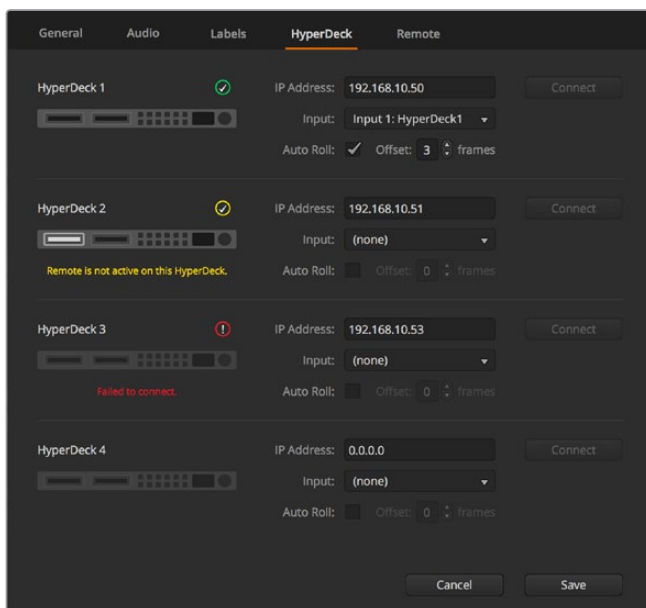 General Audio Labels HyperDeck Remote
HyperDeck 1 IP Address: 192.168.10.50 Connect
Input: Input 1: HyperDeck1
Auto Roll: Offset: 3 frames
HyperDeck 2 IP Address: 192.168.10.51 Connect
Input: (none)
Remote is not active on this HyperDeck.
Auto Roll: Offset: 0 frames
HyperDeck 3 IP Address: 192.168.10.53 Connect
Input: (none)
Failed to connect
Auto Roll: Offset: 0 frames
HyperDeck 4 IP Address: 0.0.0.0 Connect
Input: (none)
Auto Roll: Offset: 0 frames
Cancel Save